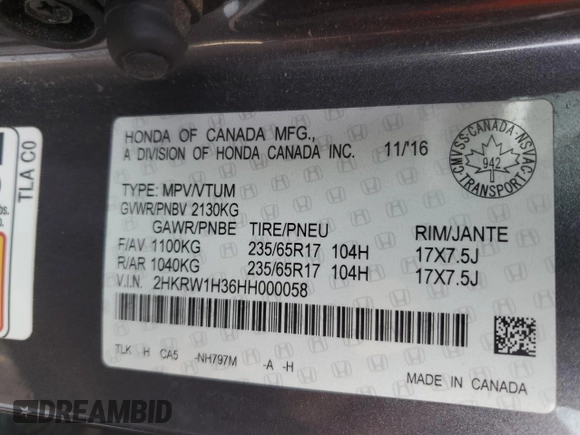 HONDA OF CANADA MFG.,
A DIVISION OF HONDA CANADA INC. 11/'16
CMVSS-CANADA-NSVAC
942
TRANSPORT
TYPE: MPV/VTUM
GVWR/PNBV 2130KG
GAWR/PNBE TIRE/PNEU RIM/JANTE
F/AV 1100KG 235/65R17 104H 17X7.5J
R/AR 1040KG 235/65R17 104H 17X7.5J
V.I.N. 2HKRW1H36HH000058
TLK H CA5 -NH797M -A -H
MADE IN CANADA
TLA C0
DREAMBID